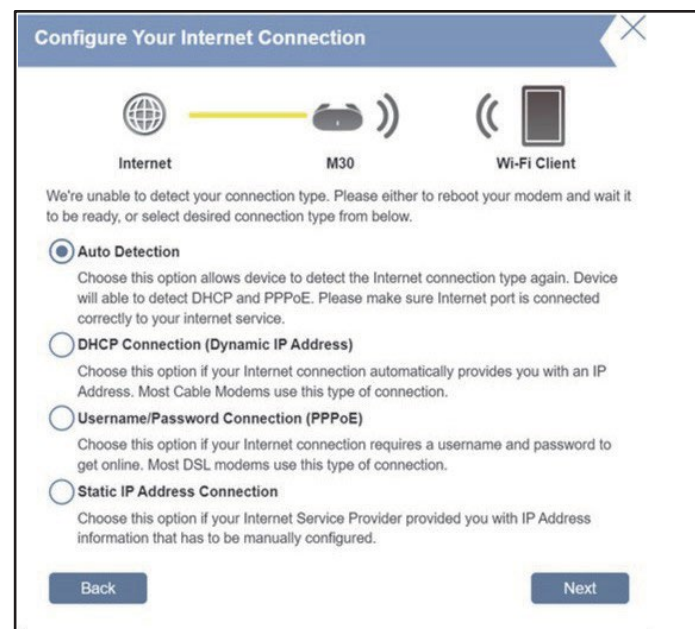 Configure Your Internet Connection
Internet
M30
Wi-Fi Client
We're unable to detect your connection type. Please either to reboot your modem and wait it
to be ready, or select desired connection type from below.
Auto Detection
Choose this option allows device to detect the Internet connection type again. Device
will able to detect DHCP and PPPoE. Please make sure Internet port is connected
correctly to your internet service.
DHCP Connection (Dynamic IP Address)
Choose this option if your Internet connection automatically provides you with an IP
Address. Most Cable Modems use this type of connection.
Username/Password Connection (PPPoE)
Choose this option if your Internet connection requires a username and password to
get online. Most DSL modems use this type of connection.
Static IP Address Connection
Choose this option if your Internet Service Provider provided you with IP Address
information that has to be manually configured.
Back
Next